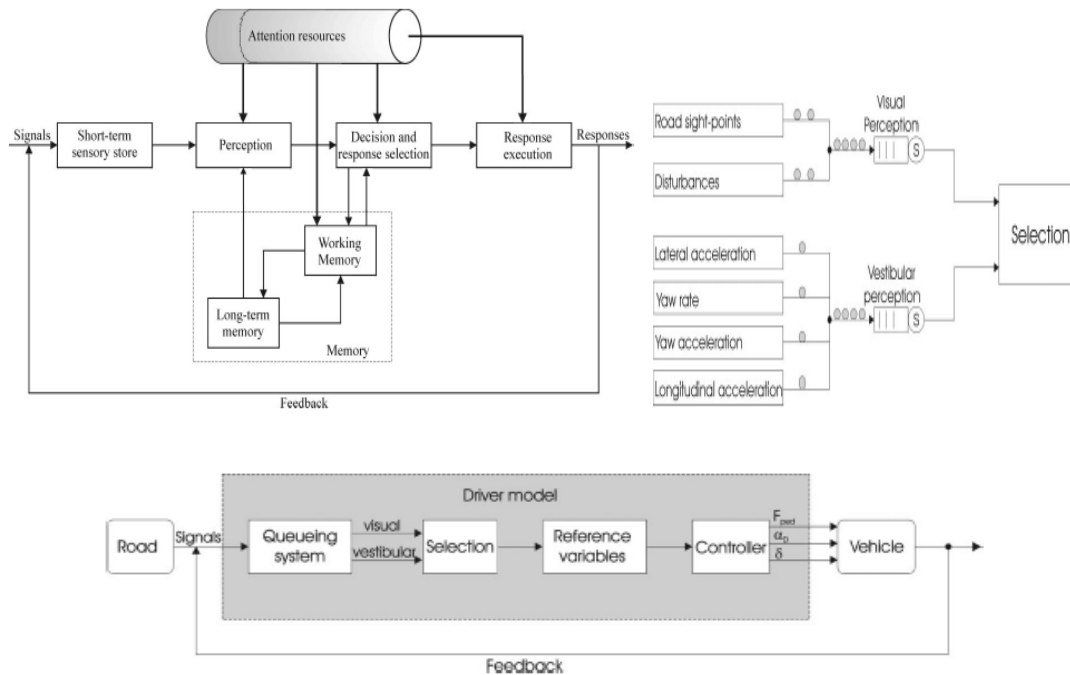 Attention resources
Signals
Short-term
sensory store
Perception
Decision and
response selection
Response
execution
Responses
Working
Memory
Long-term
memory
Memory
Feedback
Road sight-points
Disturbances
Visual
Perception
S
Lateral acceleration
Yaw rate
Yaw acceleration
Longitudinal acceleration
Vestibular
perception
S
Selection
Driver model
Road
Signals
Queueing
system
visual
vestibular
Selection
Reference
variables
Controller
Fped
αD
δ
Vehicle
Feedback